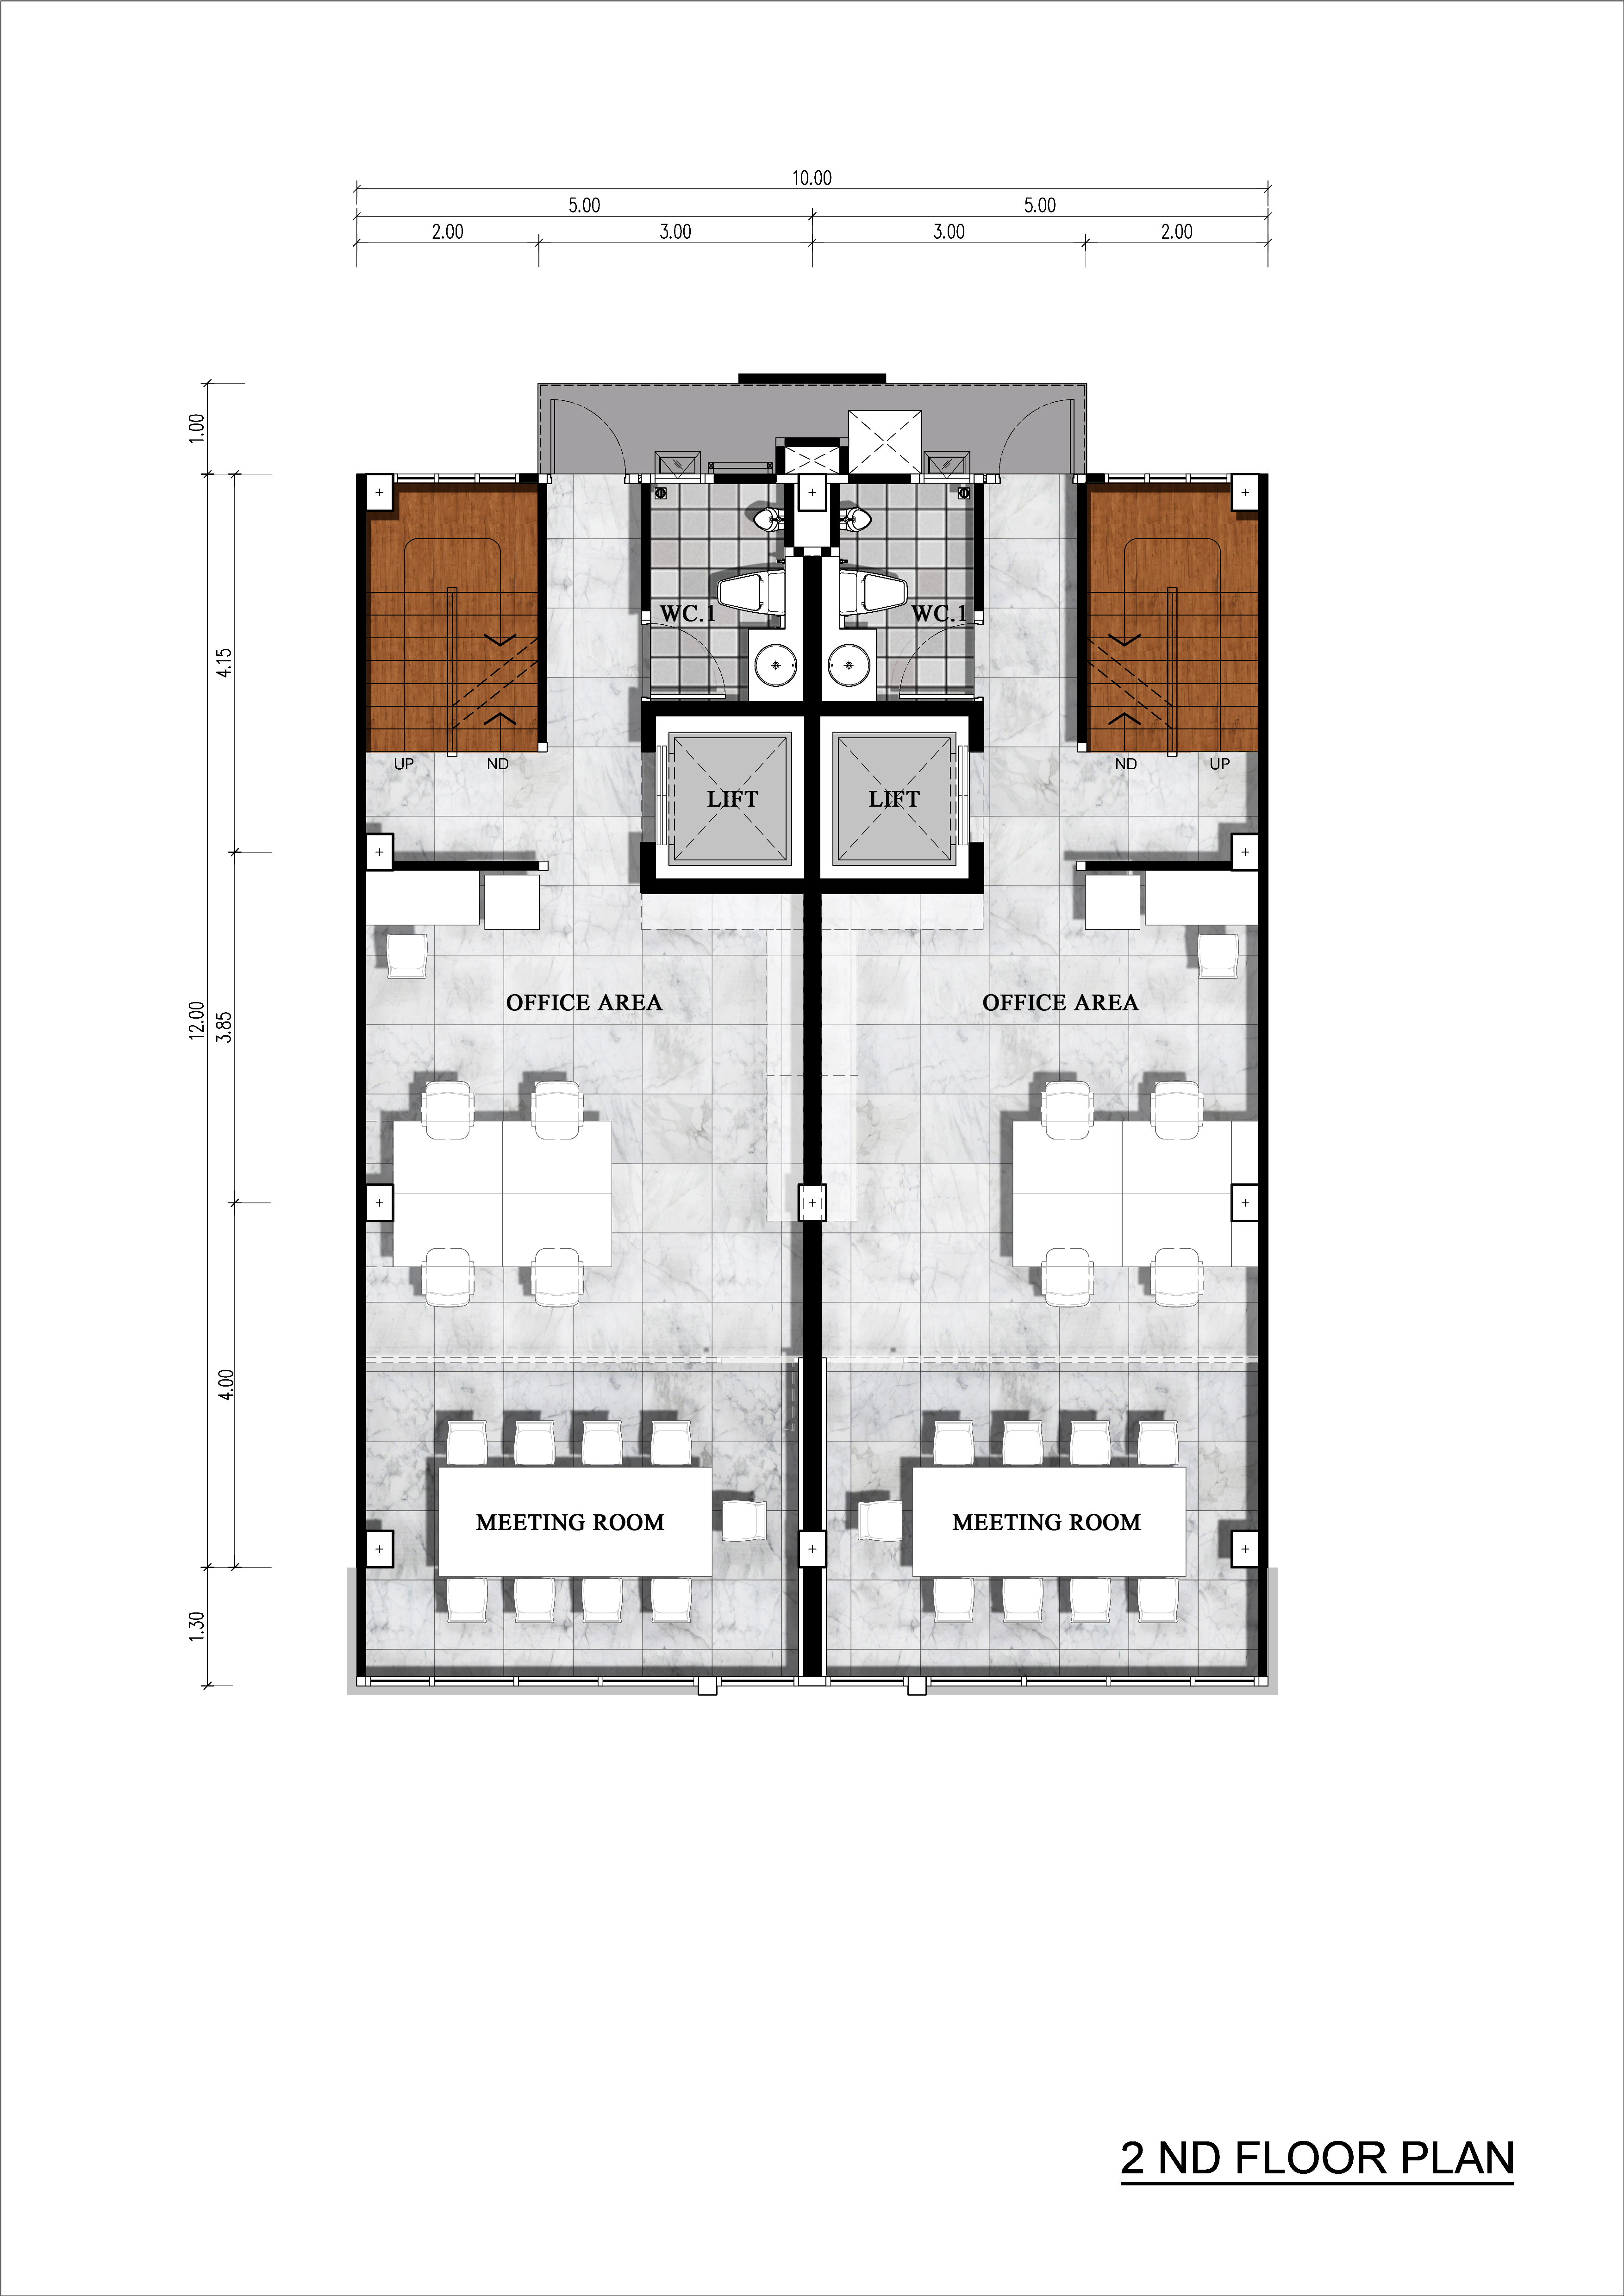 10.00
5.00 5.00
2.00 3.00 3.00 2.00
1.00
4.15
WC.1 WC.1
UP ND ND UP
LIFT LIFT
OFFICE AREA OFFICE AREA
12.00
3.85
4.00
MEETING ROOM MEETING ROOM
1.30
2 ND FLOOR PLAN